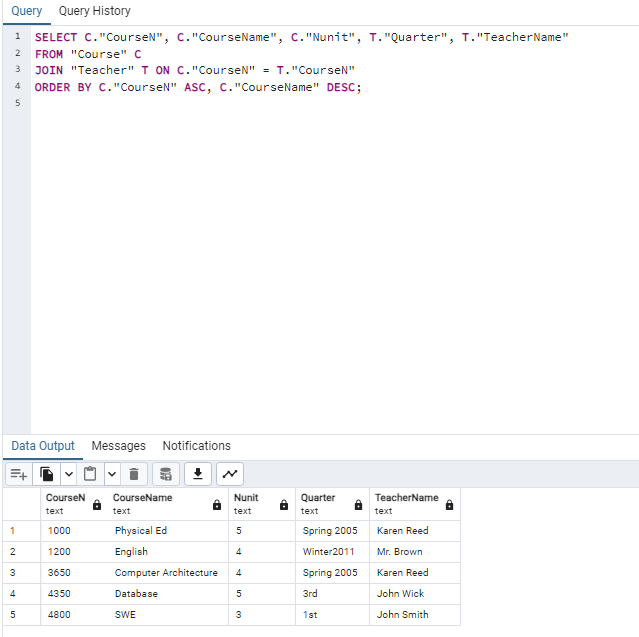 Query Query History
1 SELECT C."CourseN", C."CourseName", C."Nunit", T."Quarter", T."TeacherName"
2 FROM "Course" C
3 JOIN "Teacher" T ON C."CourseN" = T."CourseN"
4 ORDER BY C."CourseN" ASC, C."CourseName" DESC;
5
Data Output Messages Notifications
CourseN CourseName Nunit Quarter TeacherName
text text text text text
1 1000 Physical Ed 5 Spring 2005 Karen Reed
2 1200 English 4 Winter2011 Mr. Brown
3 3650 Computer Architecture 4 Spring 2005 Karen Reed
4 4350 Database 5 3rd John Wick
5 4800 SWE 3 1st John Smith